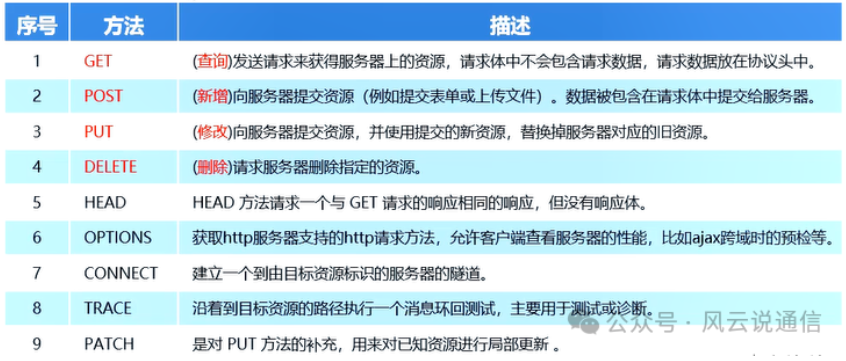 序号 方法 描述
1 GET (查询)发送请求来获得服务器上的资源，请求体中不会包含请求数据，请求数据放在协议头中。
2 POST (新增)向服务器提交资源（例如提交表单或上传文件）。数据被包含在请求体中提交给服务器。
3 PUT (修改)向服务器提交资源，并使用提交的新资源，替换掉服务器对应的旧资源。
4 DELETE (删除)请求服务器删除指定的资源。
5 HEAD HEAD 方法请求一个与 GET 请求的响应相同的响应，但没有响应体。
6 OPTIONS 获取http服务器支持的http请求方法，允许客户端查看服务器的性能，比如ajax跨域时的预检等。
7 CONNECT 建立一个到由目标资源标识的服务器的隧道。
8 TRACE 沿着到目标资源的路径执行一个消息环回测试，主要用于测试或诊断。
公众号·风云说通信
9 PATCH 是对 PUT 方法的补充，用来对已知资源进行局部更新 。